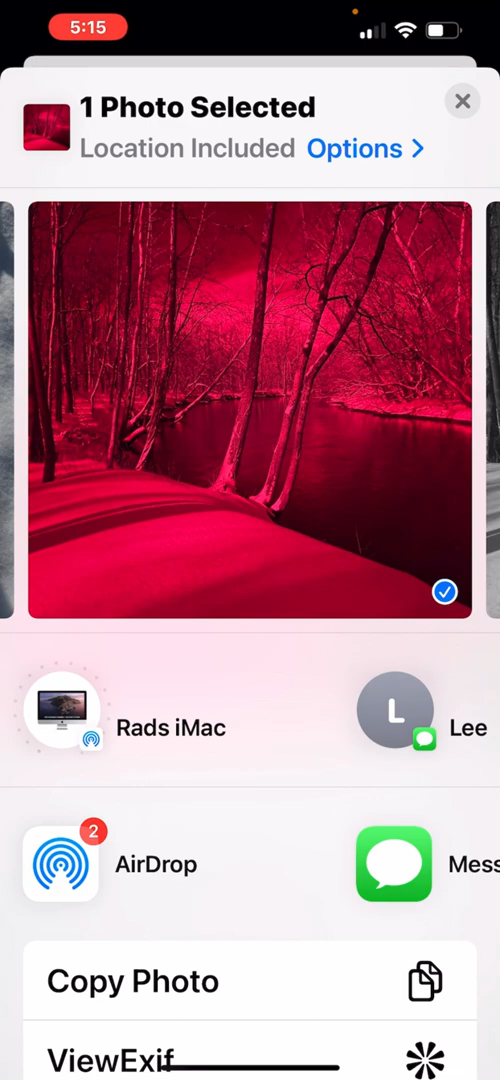 5:15
1 Photo Selected
Location Included Options >
Rads iMac
L
Lee
2
AirDrop
Mess
Copy Photo
ViewExif